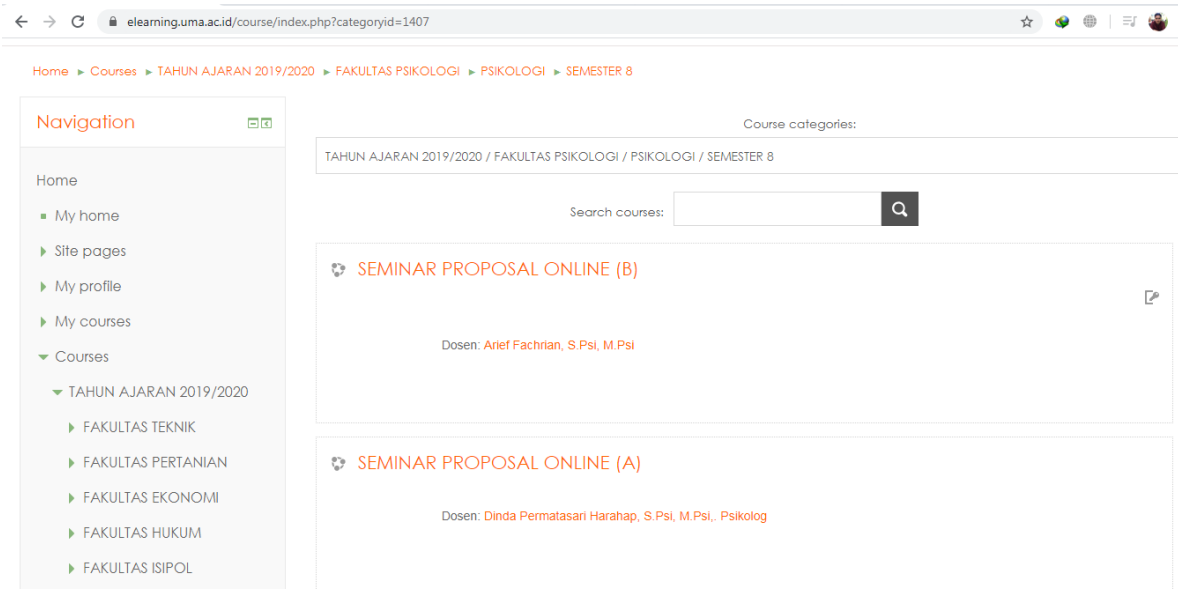 elearning.uma.ac.id/course/index.php?categoryid=1407
Home ► Courses ► TAHUN AJARAN 2019/2020 ► FAKULTAS PSIKOLOGI ► PSIKOLOGI ► SEMESTER 8
Navigation
Home
My home
Site pages
My profile
My courses
Courses
TAHUN AJARAN 2019/2020
FAKULTAS TEKNIK
FAKULTAS PERTANIAN
FAKULTAS EKONOMI
FAKULTAS HUKUM
FAKULTAS ISIPOL
Course categories:
TAHUN AJARAN 2019/2020 / FAKULTAS PSIKOLOGI / PSIKOLOGI / SEMESTER 8
Search courses:
SEMINAR PROPOSAL ONLINE (B)
Dosen: Arief Fachrian, S.Psi, M.Psi
SEMINAR PROPOSAL ONLINE (A)
Dosen: Dinda Permatasari Harahap, S.Psi, M.Psi,. Psikolog